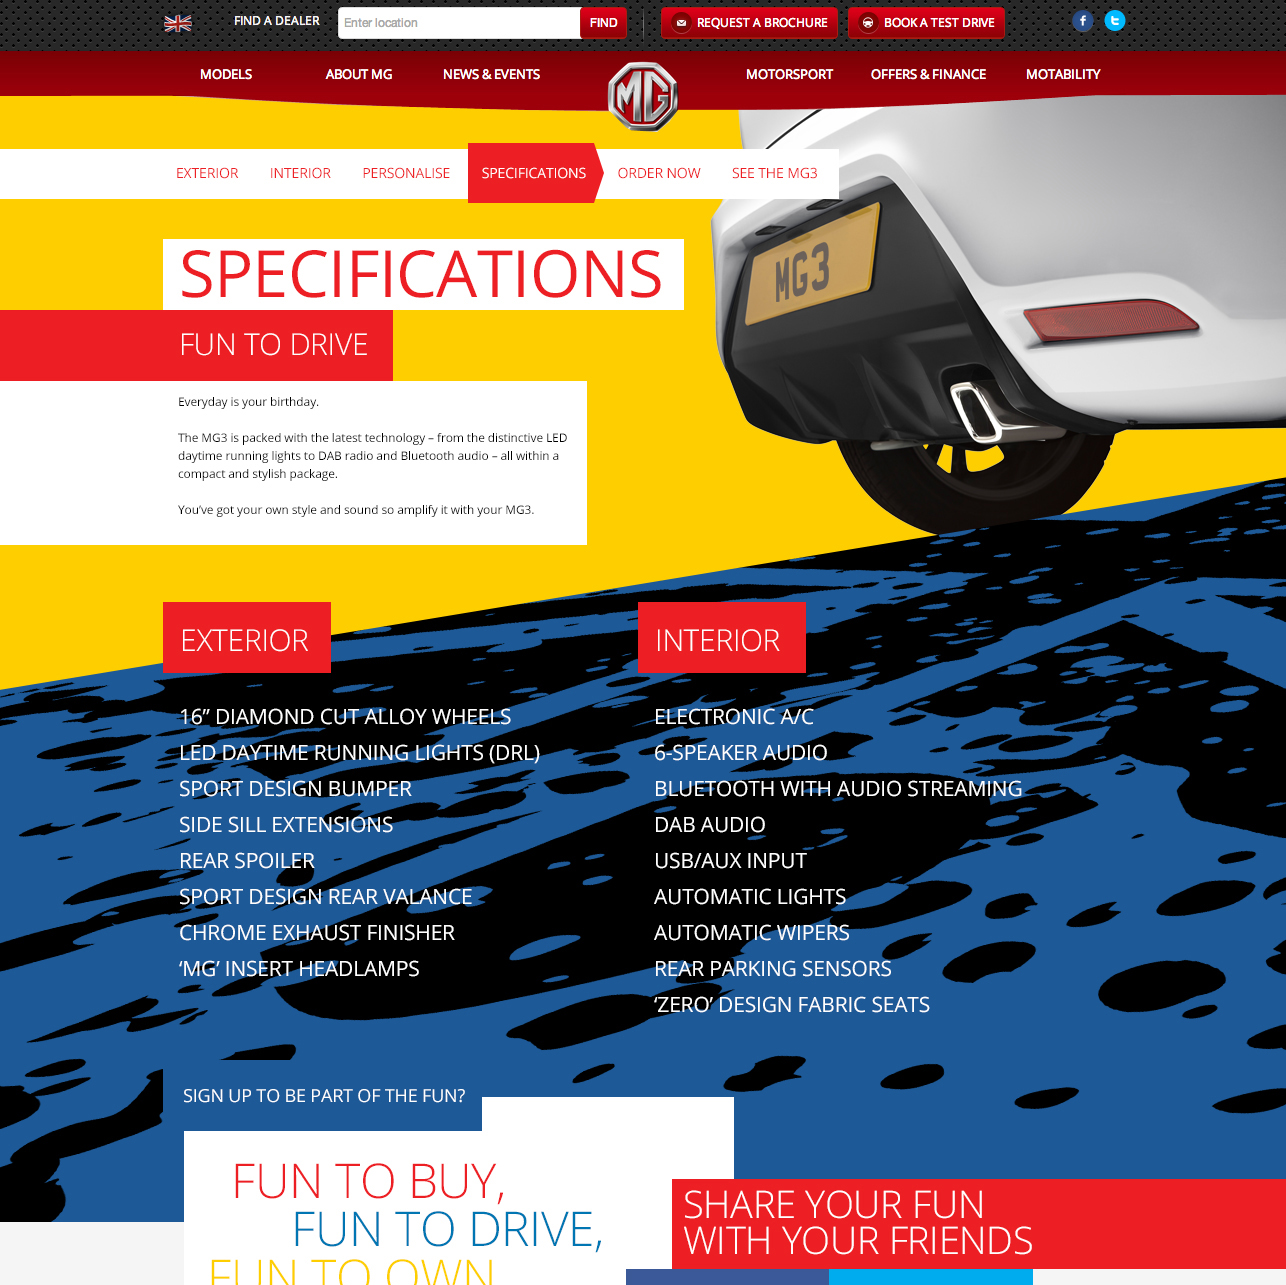 FIND A DEALER
Enter location
FIND
REQUEST A BROCHURE
BOOK A TEST DRIVE
MODELS
ABOUT MG
NEWS & EVENTS
MG
MOTORSPORT
OFFERS & FINANCE
MOTABILITY
EXTERIOR
INTERIOR
PERSONALISE
SPECIFICATIONS
ORDER NOW
SEE THE MG3
MG3
SPECIFICATIONS
FUN TO DRIVE
Everyday is your birthday.
The MG3 is packed with the latest technology – from the distinctive LED
daytime running lights to DAB radio and Bluetooth audio – all within a
compact and stylish package.
You've got your own style and sound so amplify it with your MG3.
EXTERIOR
16” DIAMOND CUT ALLOY WHEELS
LED DAYTIME RUNNING LIGHTS (DRL)
SPORT DESIGN BUMPER
SIDE SILL EXTENSIONS
REAR SPOILER
SPORT DESIGN REAR VALANCE
CHROME EXHAUST FINISHER
‘MG’ INSERT HEADLAMPS
INTERIOR
ELECTRONIC A/C
6-SPEAKER AUDIO
BLUETOOTH WITH AUDIO STREAMING
DAB AUDIO
USB/AUX INPUT
AUTOMATIC LIGHTS
AUTOMATIC WIPERS
REAR PARKING SENSORS
‘ZERO’ DESIGN FABRIC SEATS
SIGN UP TO BE PART OF THE FUN?
FUN TO BUY,
FUN TO DRIVE,
FUN TO OWN
SHARE YOUR FUN
WITH YOUR FRIENDS